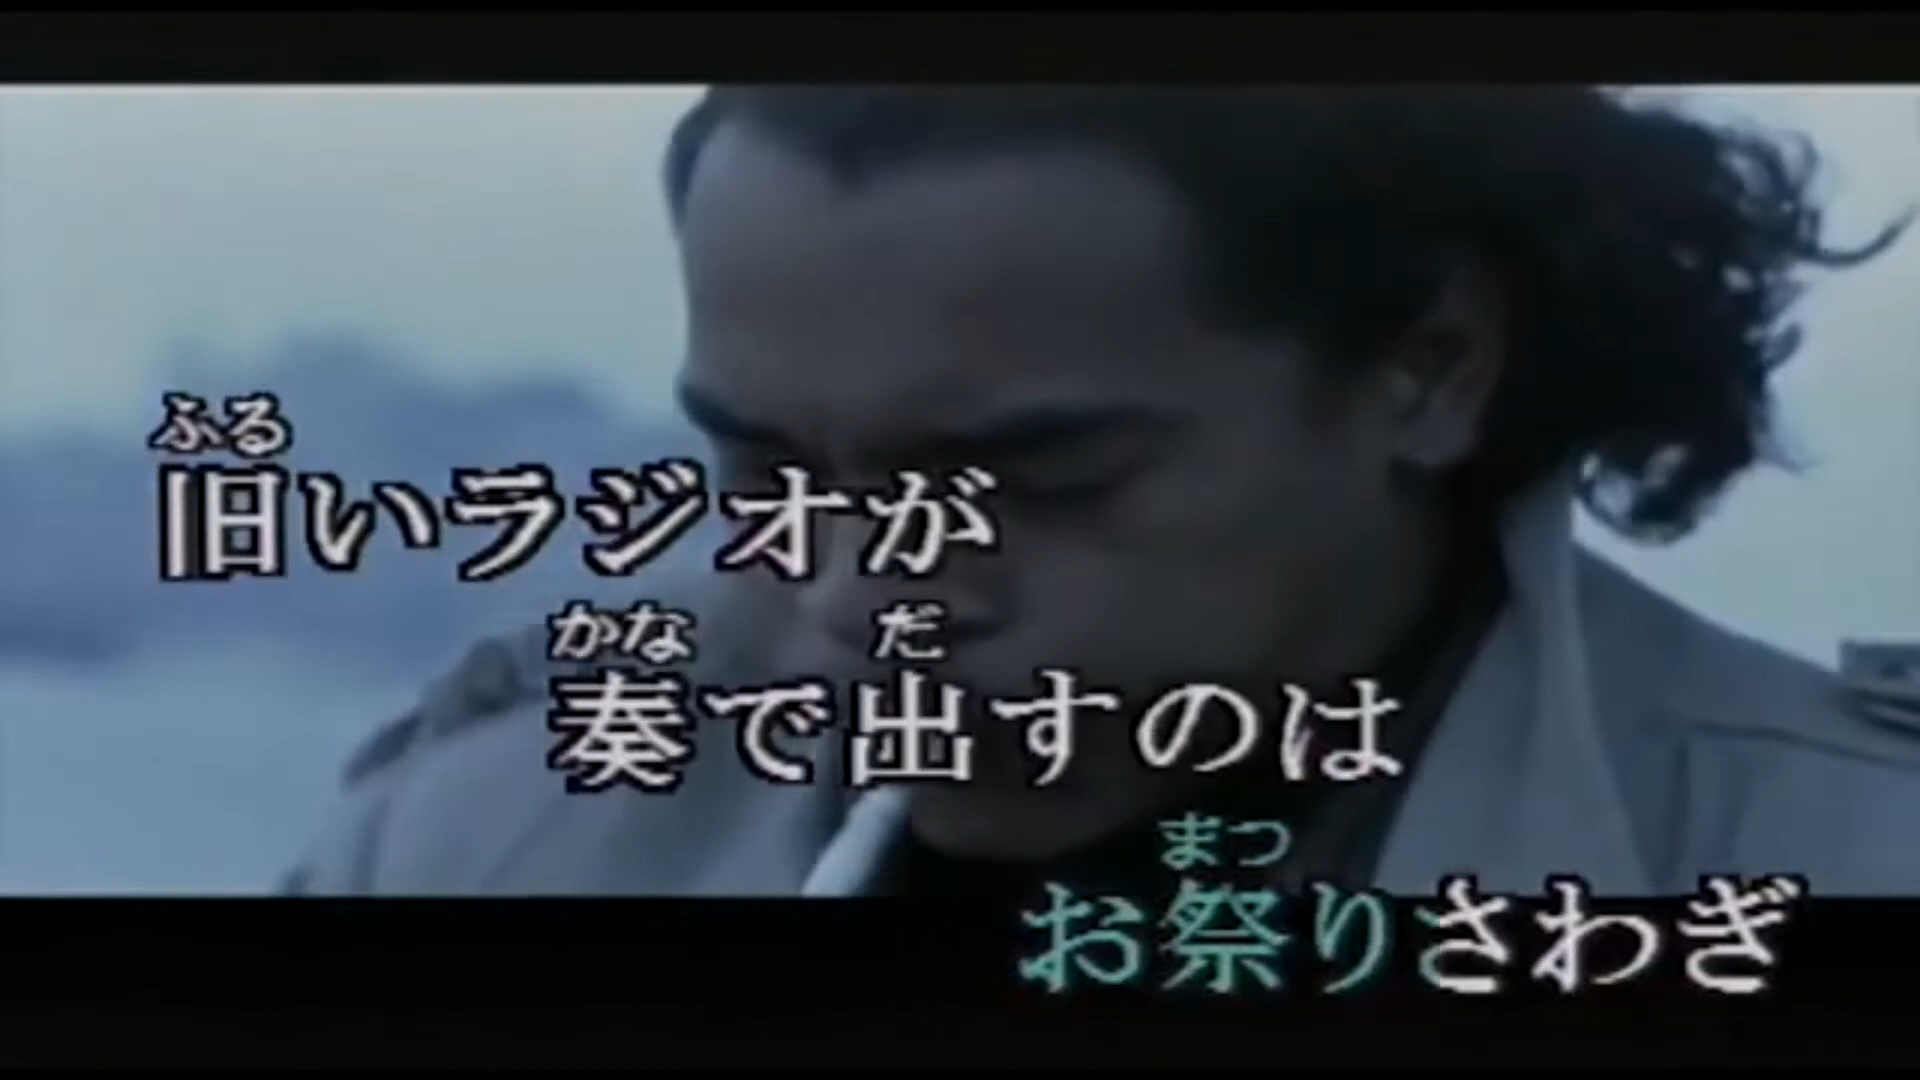 ふる
旧いラジオが
かな だ
奏で出すのは
まつ
お祭りさわぎ